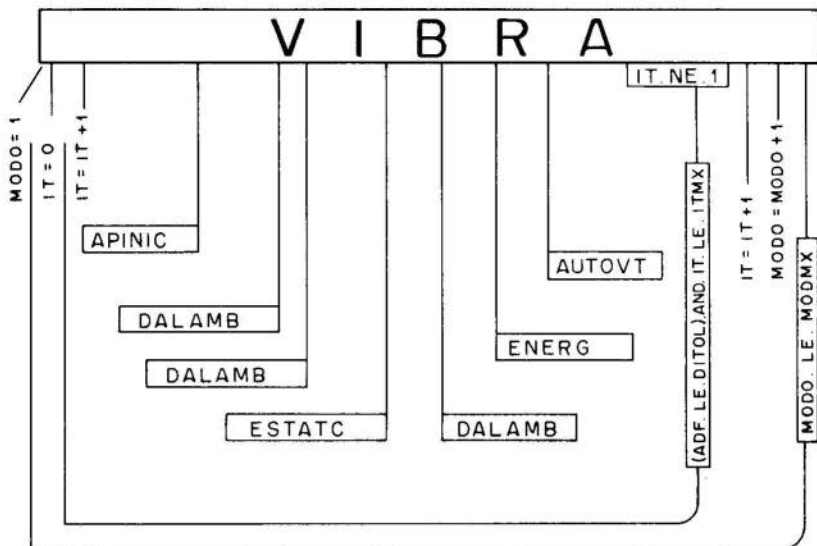 VIBRA
MODO=1
IT=0
IT=IT+1
APINIC
DALAMB
DALAMB
ESTATC
DALAMB
ENERG
AUTOVT
IT.NE.1
(ADF.LE.DITOL).AND.IT.LE.ITMX
IT=IT+1
MODO=MODO+1
MODO.LE.MODMX